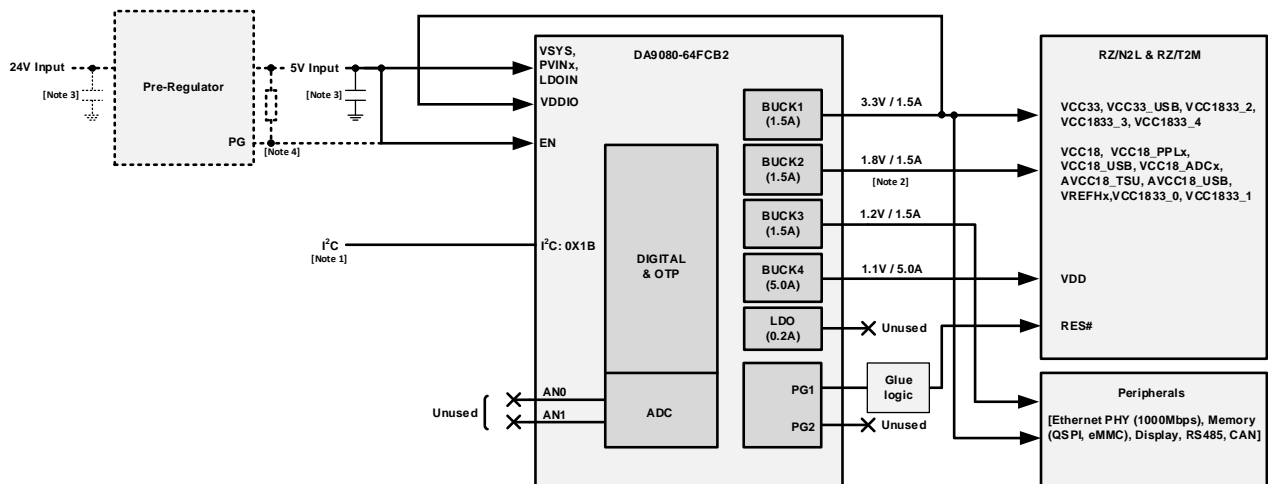 24V Input
[Note 3]
Pre-Regulator
PG
5V Input
[Note 3]
[Note 4]
I²C
[Note 1]
Unused
DA9080-64FCB2
VSYS,
PVINx,
LDOIN
VDDIO
EN
I²C: 0X1B
AN0
AN1
DIGITAL
& OTP
ADC
BUCK1
(1.5A)
BUCK2
(1.5A)
BUCK3
(1.5A)
BUCK4
(5.0A)
LDO
(0.2A)
PG1
PG2
3.3V / 1.5A
1.8V / 1.5A
[Note 2]
1.2V / 1.5A
1.1V / 5.0A
Unused
Glue
logic
Unused
RZ/N2L & RZ/T2M
VCC33, VCC33_USB, VCC1833_2,
VCC1833_3, VCC1833_4
VCC18, VCC18_PPLx,
VCC18_USB, VCC18_ADCx,
AVCC18_TSU, AVCC18_USB,
VREFHx,VCC1833_0, VCC1833_1
VDD
RES#
Peripherals
[Ethernet PHY (1000Mbps), Memory
(QSPI, eMMC), Display, RS485, CAN]